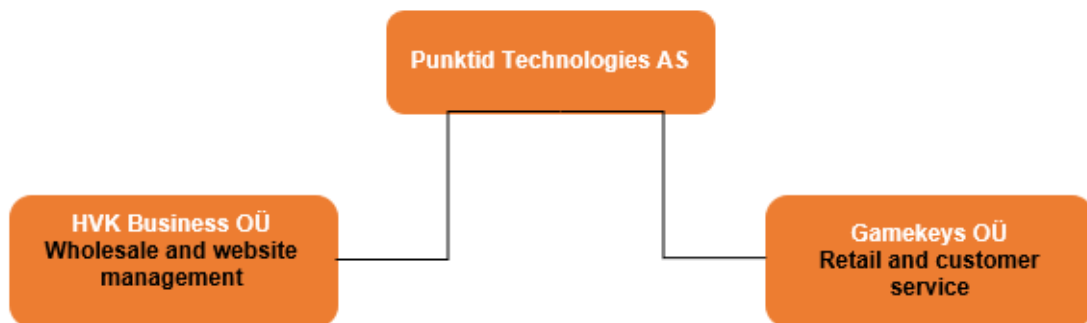 Punktid Technologies AS
HVK Business OÜ
Wholesale and website
management
Gamekeys OÜ
Retail and customer
service